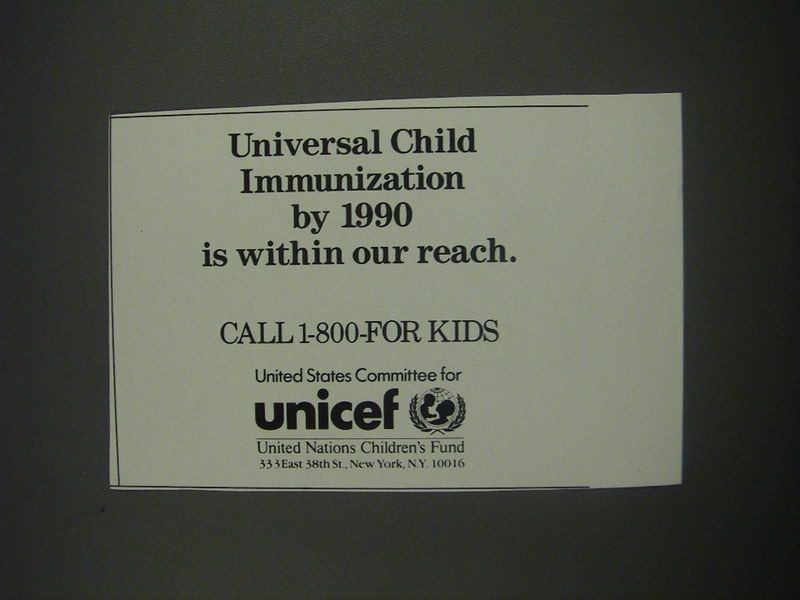 Universal Child
Immunization
by 1990
is within our reach.
CALL 1-800-FOR KIDS
United States Committee for
unicef
United Nations Children's Fund
333 East 38th St., New York, N.Y. 10016